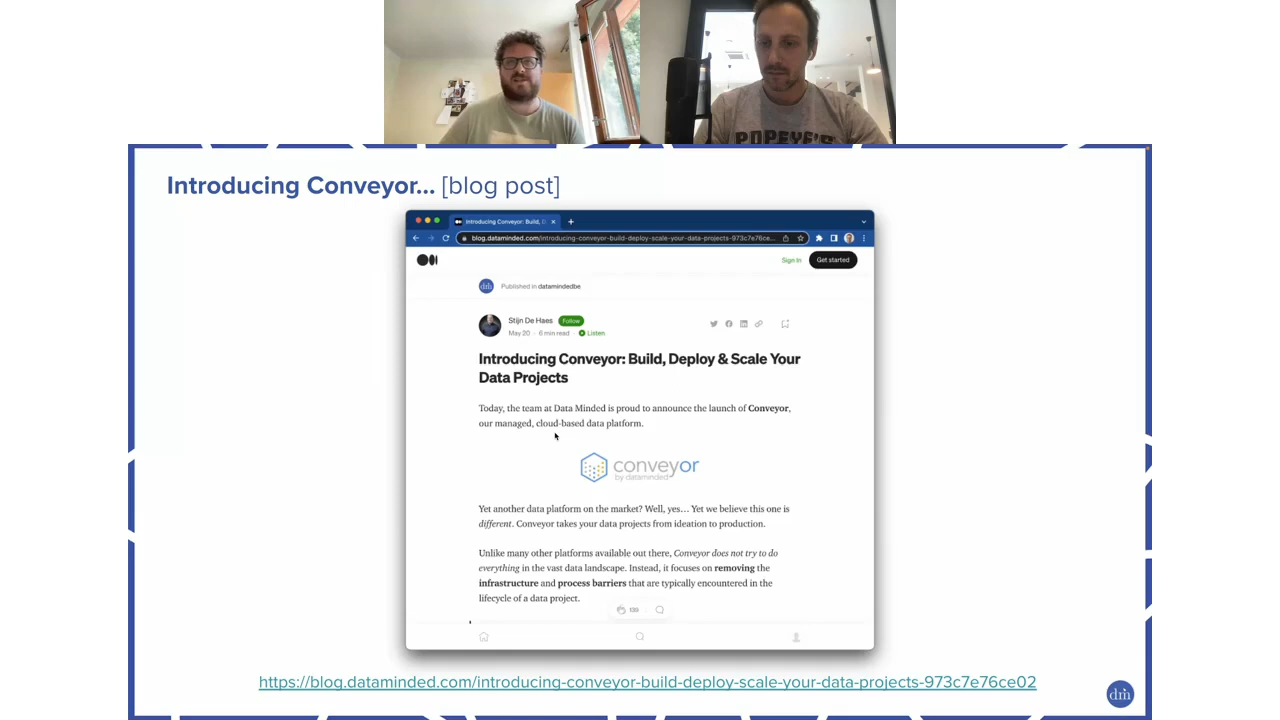 POPEYE'S
Introducing Conveyor... [blog post]
Introducing Conveyor: Build, D
blog.dataminded.com/introducing-conveyor-build-deploy-scale-your-data-projects-973c7e76ce...
Sign In
Get started
dm
Published in datamindedbe
Stijn De Haes
Follow
May 20 · 6 min read · Listen
Introducing Conveyor: Build, Deploy & Scale Your
Data Projects
Today, the team at Data Minded is proud to announce the launch of Conveyor,
our managed, cloud-based data platform.
conveyor
by dataminded
Yet another data platform on the market? Well, yes... Yet we believe this one is
different. Conveyor takes your data projects from ideation to production.
Unlike many other platforms available out there, Conveyor does not try to do
everything in the vast data landscape. Instead, it focuses on removing the
infrastructure and process barriers that are typically encountered in the
lifecycle of a data project.
https://blog.dataminded.com/introducing-conveyor-build-deploy-scale-your-data-projects-973c7e76ce02
dm